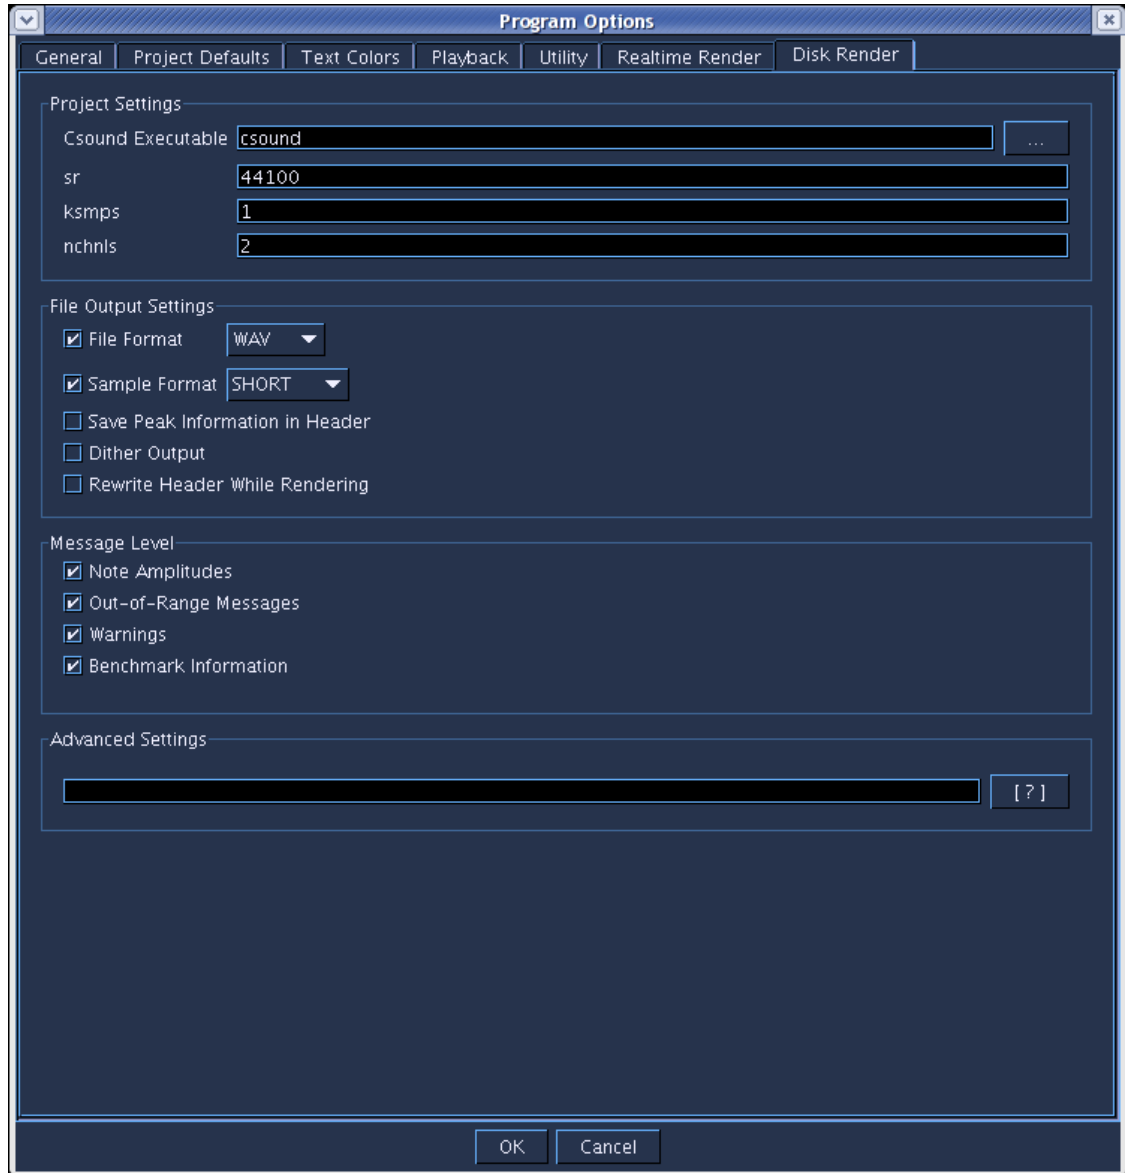 Program Options
General Project Defaults Text Colors Playback Utility Realtime Render Disk Render
Project Settings
Csound Executable csound ...
sr 44100
ksmps 1
nchnls 2
File Output Settings
File Format WAV
Sample Format SHORT
Save Peak Information in Header
Dither Output
Rewrite Header While Rendering
Message Level
Note Amplitudes
Out-of-Range Messages
Warnings
Benchmark Information
Advanced Settings
[ ? ]
OK Cancel